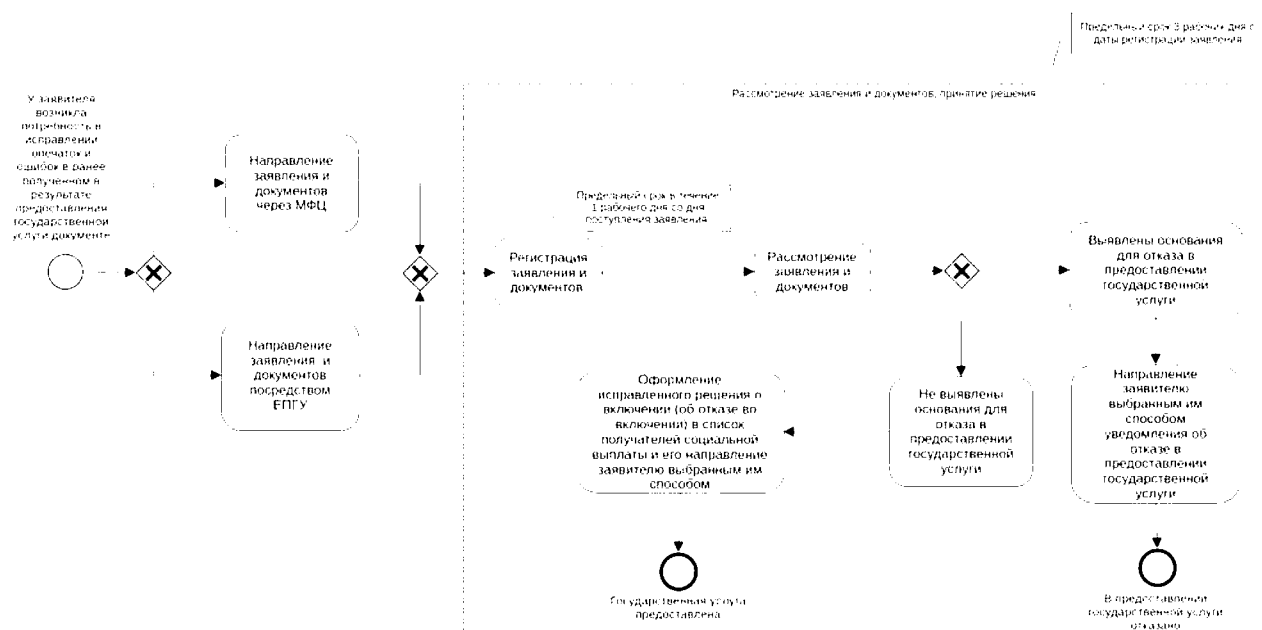 Предельный срок 3 рабочих дня с
даты регистрации заявления
Рассмотрение заявления и документов, принятие решения
У заявителя
возникла
потребность в
исправлении
опечаток и
ошибок в ранее
полученном в
результате
предоставления
государственной
услуги документе
Направление
заявления и
документов
через МФЦ
Направление
заявления и
документов
посредством
ЕПГУ
Предельный срок в течение
1 рабочего дня со дня
поступления заявления
Регистрация
заявления и
документов
Рассмотрение
заявления и
документов
Выявлены основания
для отказа в
предоставлении
государственной
услуги
Оформление
исправленного решения о
включении (об отказе во
включении) в список
получателей социальной
выплаты и его направление
заявителю выбранным им
способом
Не выявлены
основания для
отказа в
предоставлении
государственной
услуги
Направление
заявителю
выбранным им
способом
уведомления об
отказе в
предоставлении
государственной
услуги
Государственная услуга
предоставлена
В предоставлении
государственной услуги
отказано